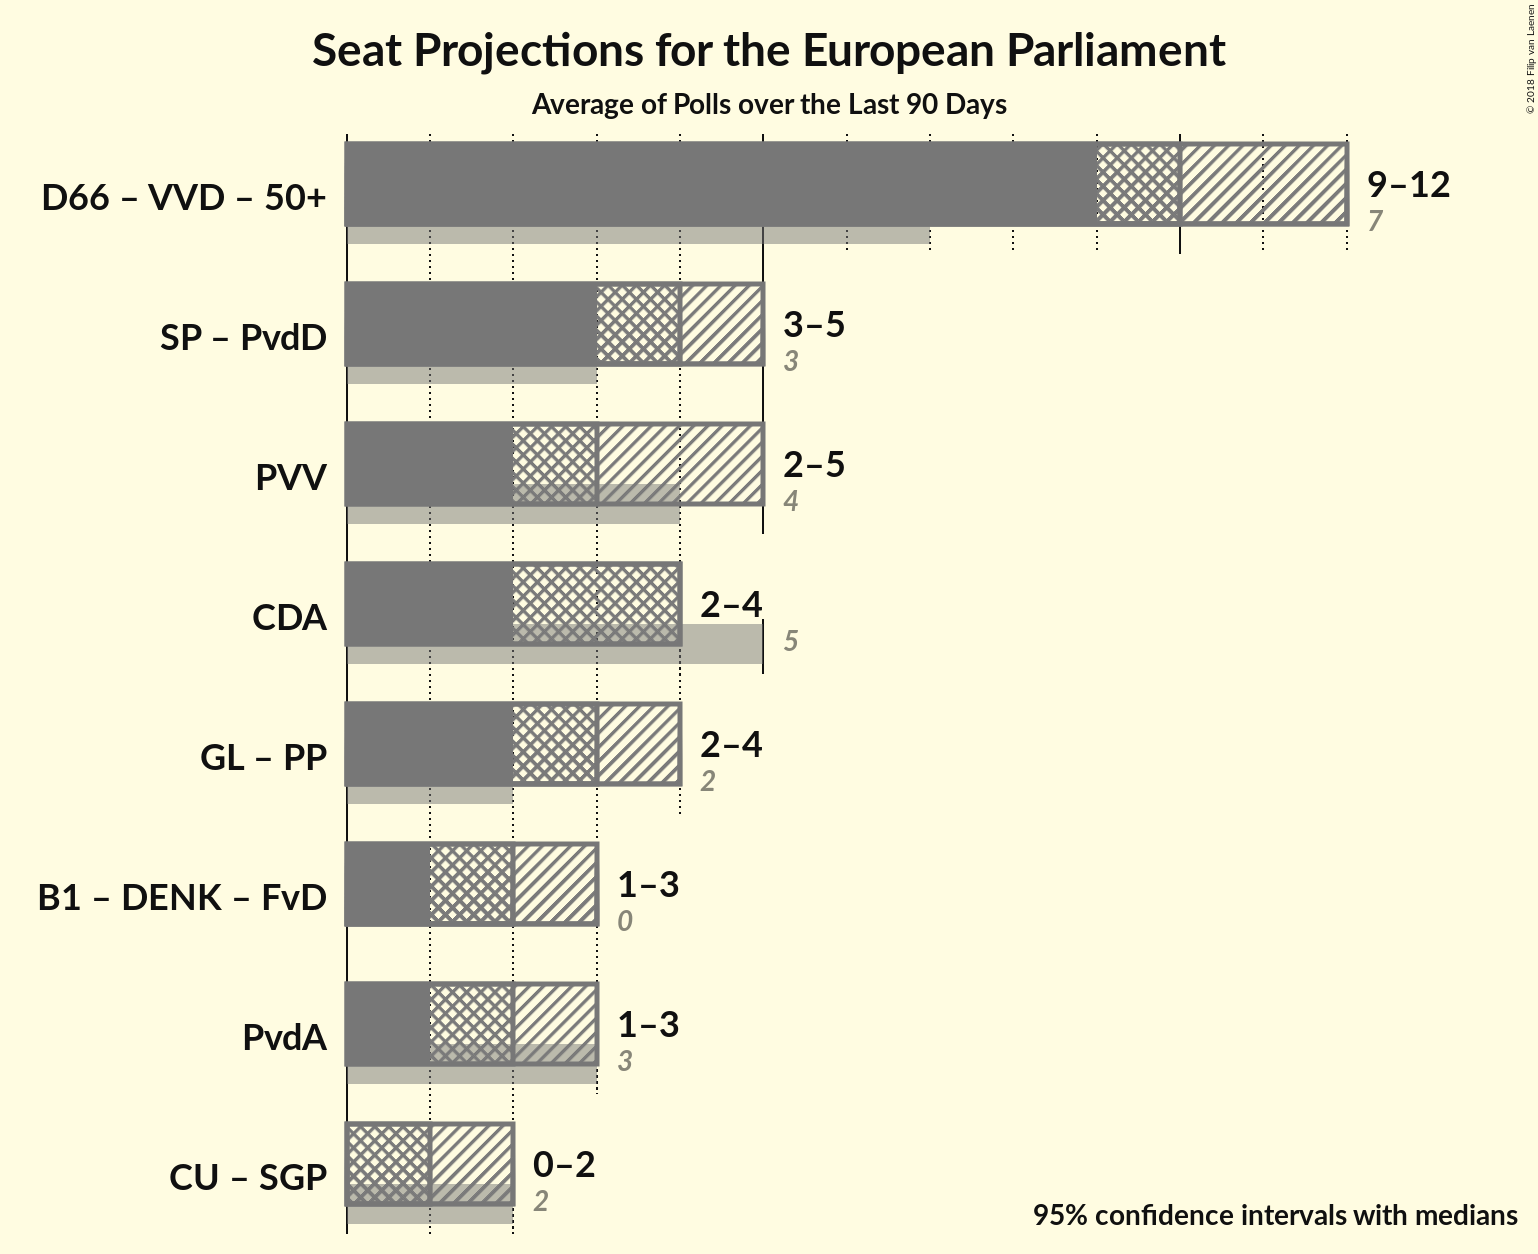 Seat Projections for the European Parliament
Average of Polls over the Last 90 Days
© 2018 Filip van Laenen
D66 – VVD – 50+
9–12
7
SP – PvdD
3–5
3
PVV
2–5
4
CDA
2–4
5
GL – PP
2–4
2
B1 – DENK – FvD
1–3
0
PvdA
1–3
3
CU – SGP
0–2
2
95% confidence intervals with medians